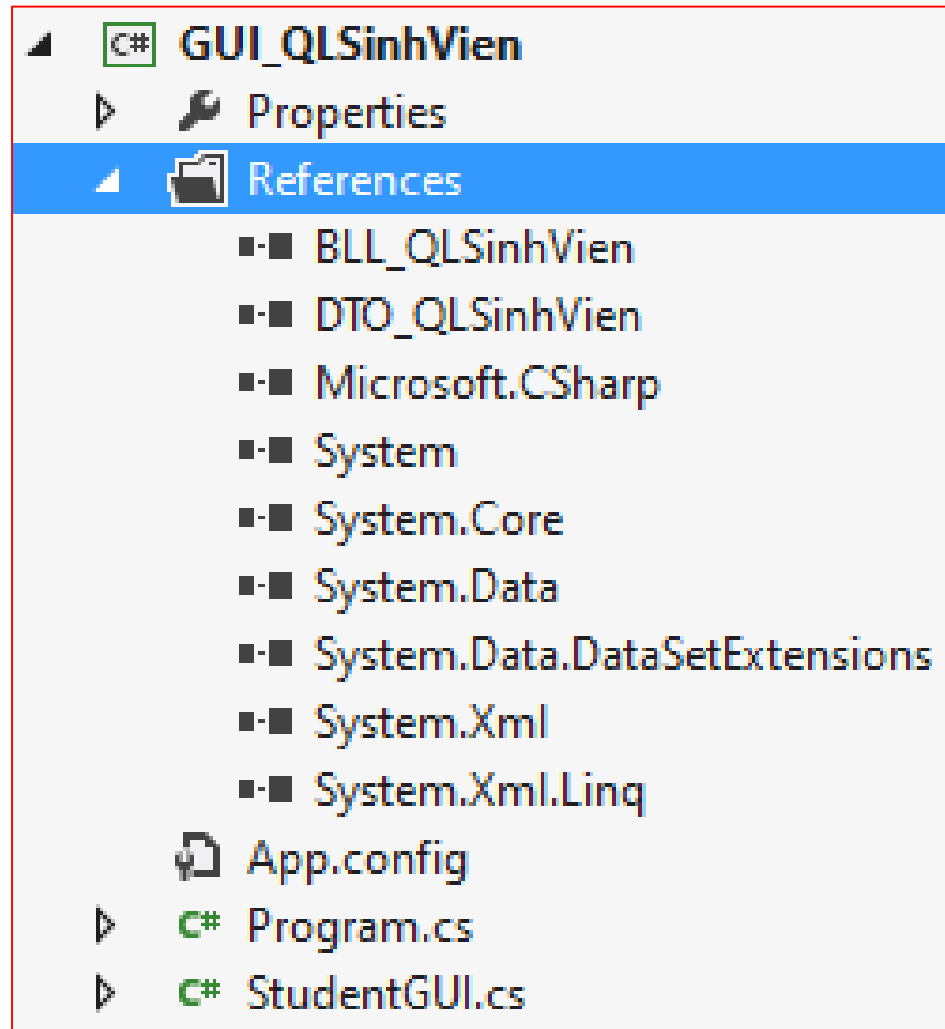 C# GUI_QLSinhVien
Properties
References
BLL_QLSinhVien
DTO_QLSinhVien
Microsoft.CSharp
System
System.Core
System.Data
System.Data.DataSetExtensions
System.Xml
System.Xml.Linq
App.config
C# Program.cs
C# StudentGUI.cs